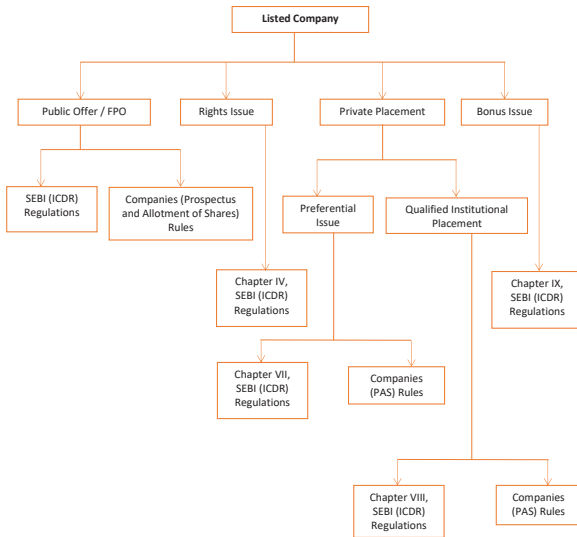 Listed Company
Public Offer / FPO
Rights Issue
Private Placement
Bonus Issue
SEBI (ICDR)
Regulations
Companies (Prospectus
and Allotment of Shares)
Rules
Preferential
Issue
Qualified Institutional
Placement
Chapter IV,
SEBI (ICDR)
Regulations
Chapter IX,
SEBI (ICDR)
Regulations
Chapter VII,
SEBI (ICDR)
Regulations
Companies
(PAS) Rules
Chapter VIII,
SEBI (ICDR)
Regulations
Companies
(PAS) Rules